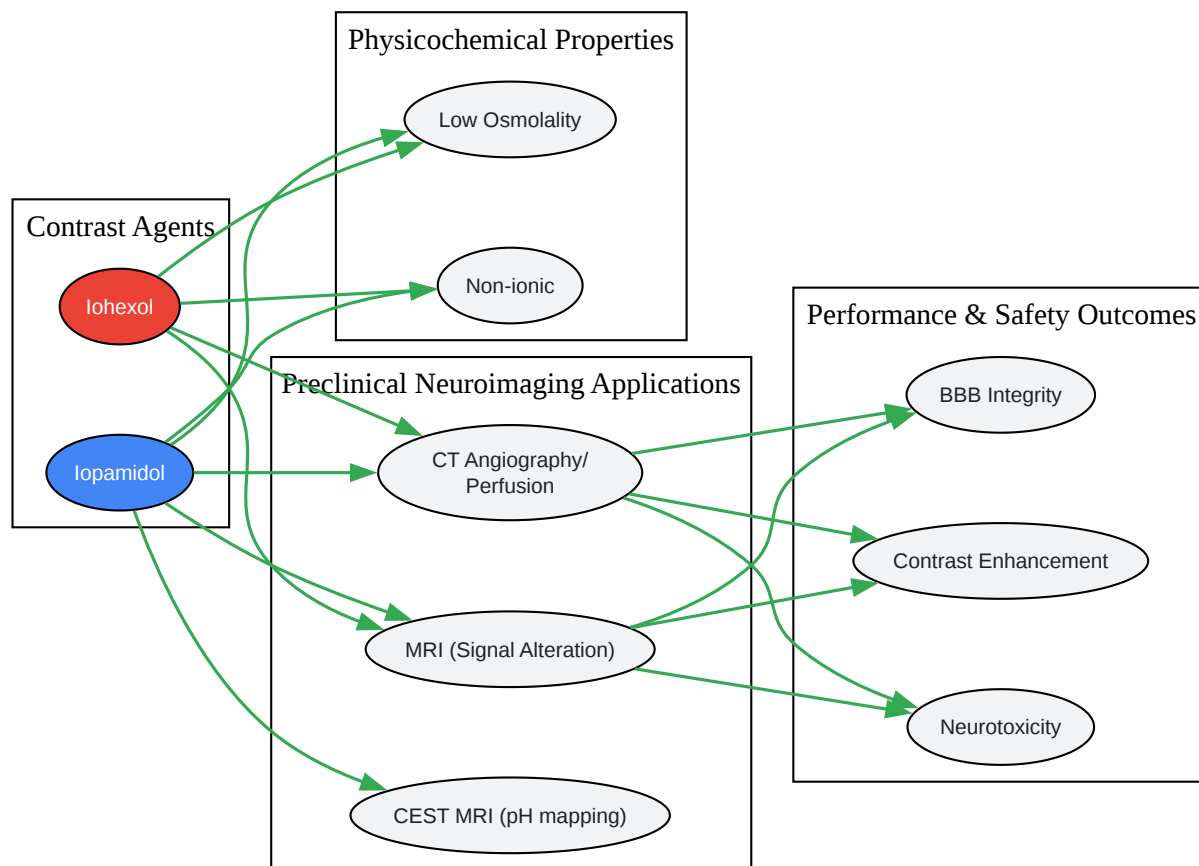 Physicochemical Properties
Low Osmolality
Non-ionic
Contrast Agents
Iohexol
Iopamidol
Preclinical Neuroimaging Applications
CT Angiography/
Perfusion
MRI (Signal Alteration)
CEST MRI (pH mapping)
Performance & Safety Outcomes
BBB Integrity
Contrast Enhancement
Neurotoxicity